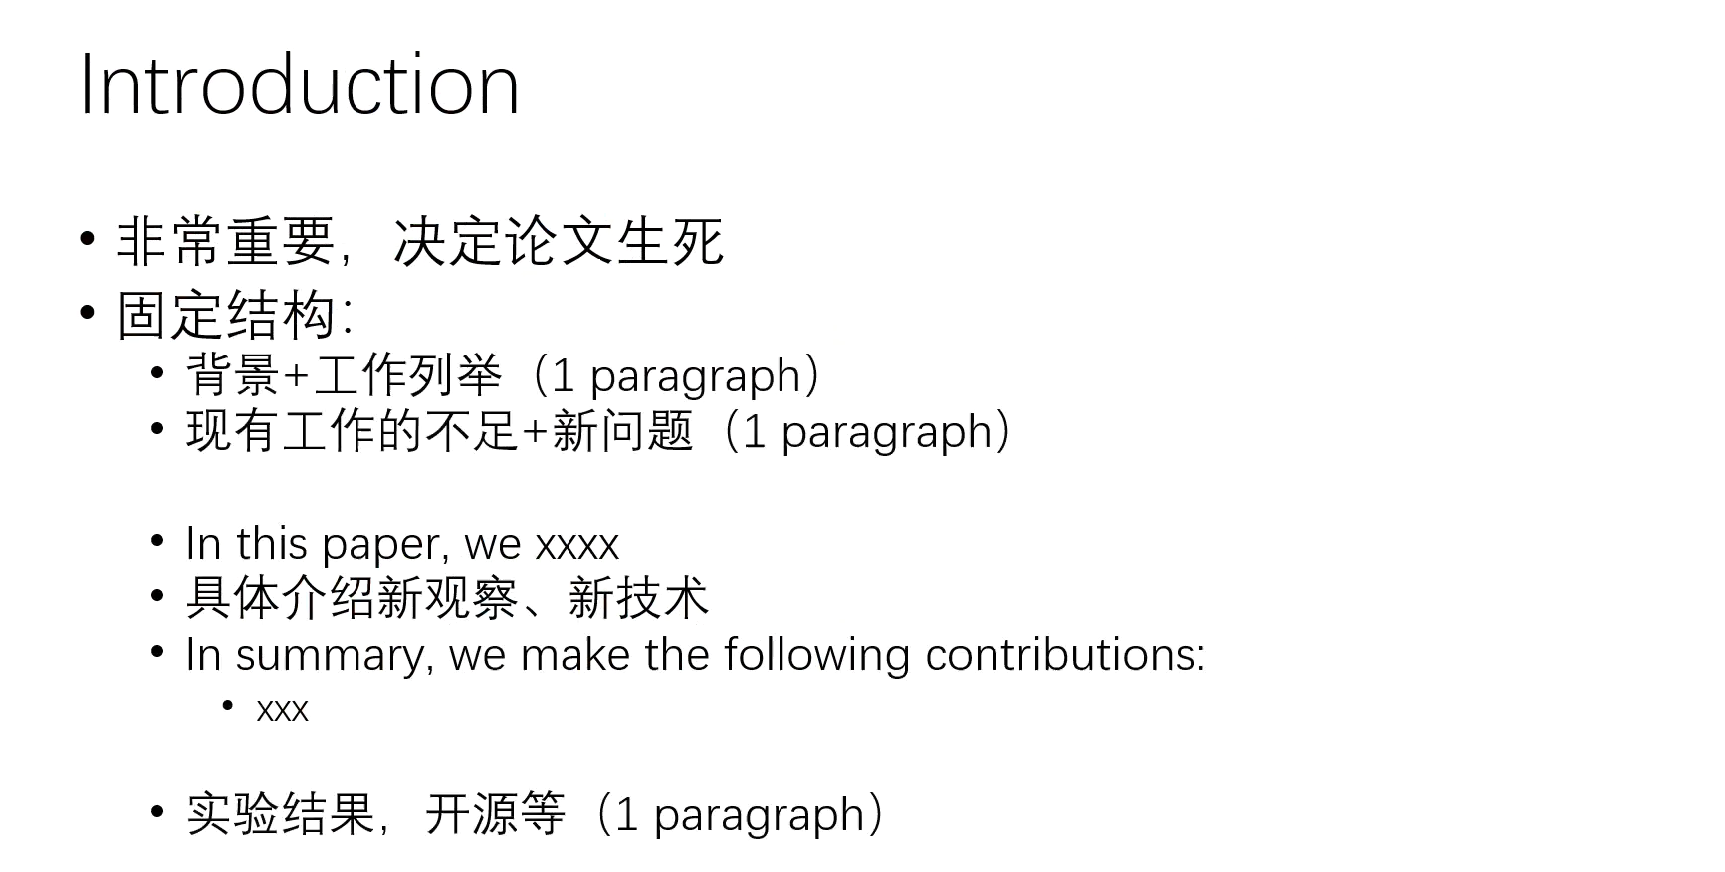 Introduction
• 非常重要，决定论文生死
• 固定结构：
• 背景+工作列举（1 paragraph）
• 现有工作的不足+新问题（1 paragraph）
• In this paper, we xxxx
• 具体介绍新观察、新技术
• In summary, we make the following contributions:
• xxx
• 实验结果，开源等（1 paragraph）